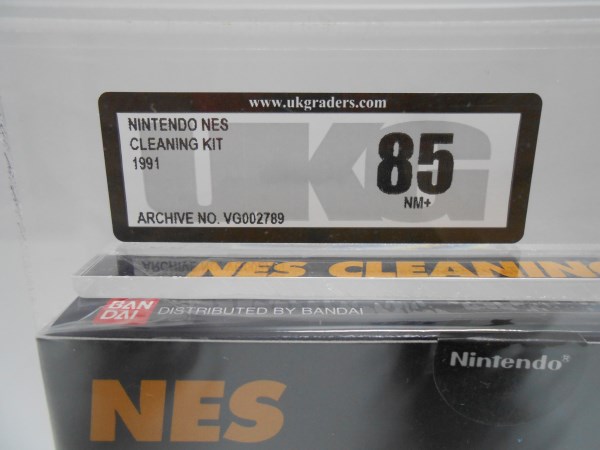 www.ukgraders.com
NINTENDO NES
CLEANING KIT
1991
UKG
85
NM+
ARCHIVE NO. VG002789
NES CLEANING
BAN
DAI
DISTRIBUTED BY BANDAI
Nintendo®
NES